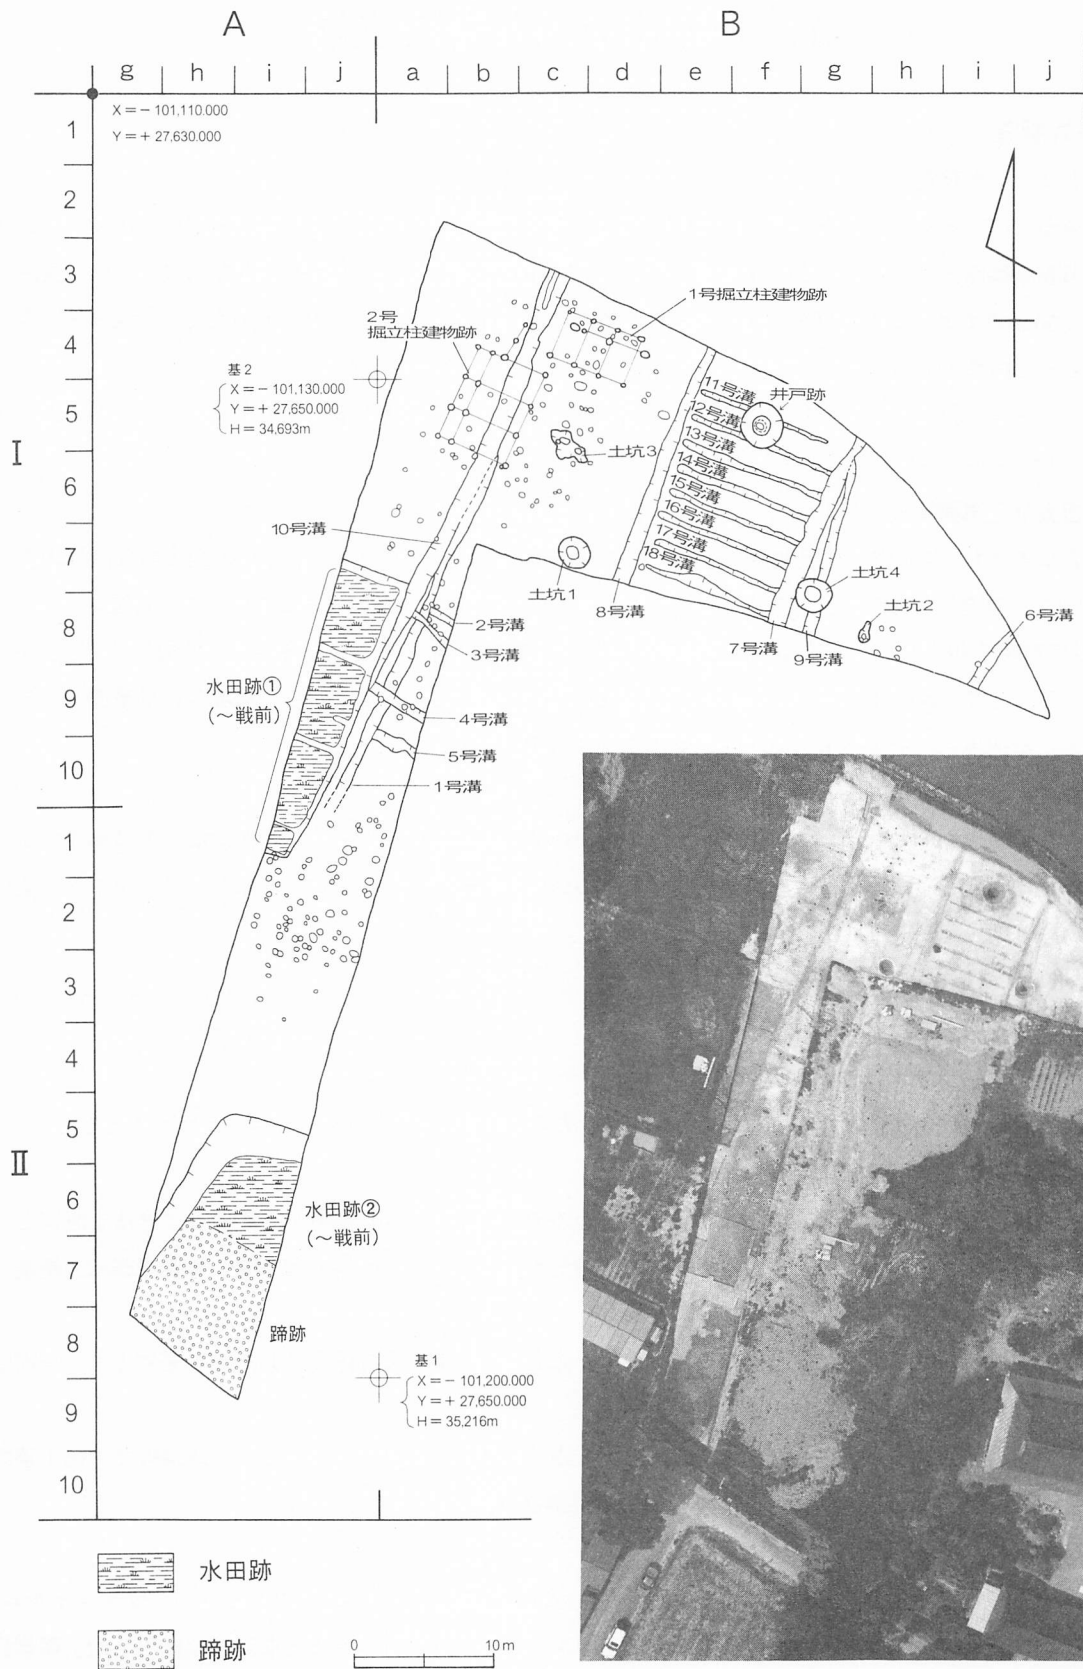 A
B
g h i j a b c d e f g h i j
X=－101,110.000
Y=＋27,630.000
1
2
3
4
5
6
7
8
9
10
1
2
3
4
5
6
7
8
9
10
I
II
1号掘立柱建物跡
2号
掘立柱建物跡
基2
X=－101,130.000
Y=＋27,650.000
H=34,693m
11号溝
井戸跡
12号溝
13号溝
14号溝
15号溝
16号溝
17号溝
18号溝
土坑3
10号溝
土坑1
8号溝
土坑4
土坑2
7号溝
9号溝
6号溝
2号溝
3号溝
水田跡①
(～戦前)
4号溝
5号溝
1号溝
水田跡②
(～戦前)
蹄跡
基1
X=－101,200.000
Y=＋27,650.000
H=35,216m
水田跡
蹄跡
0 10m